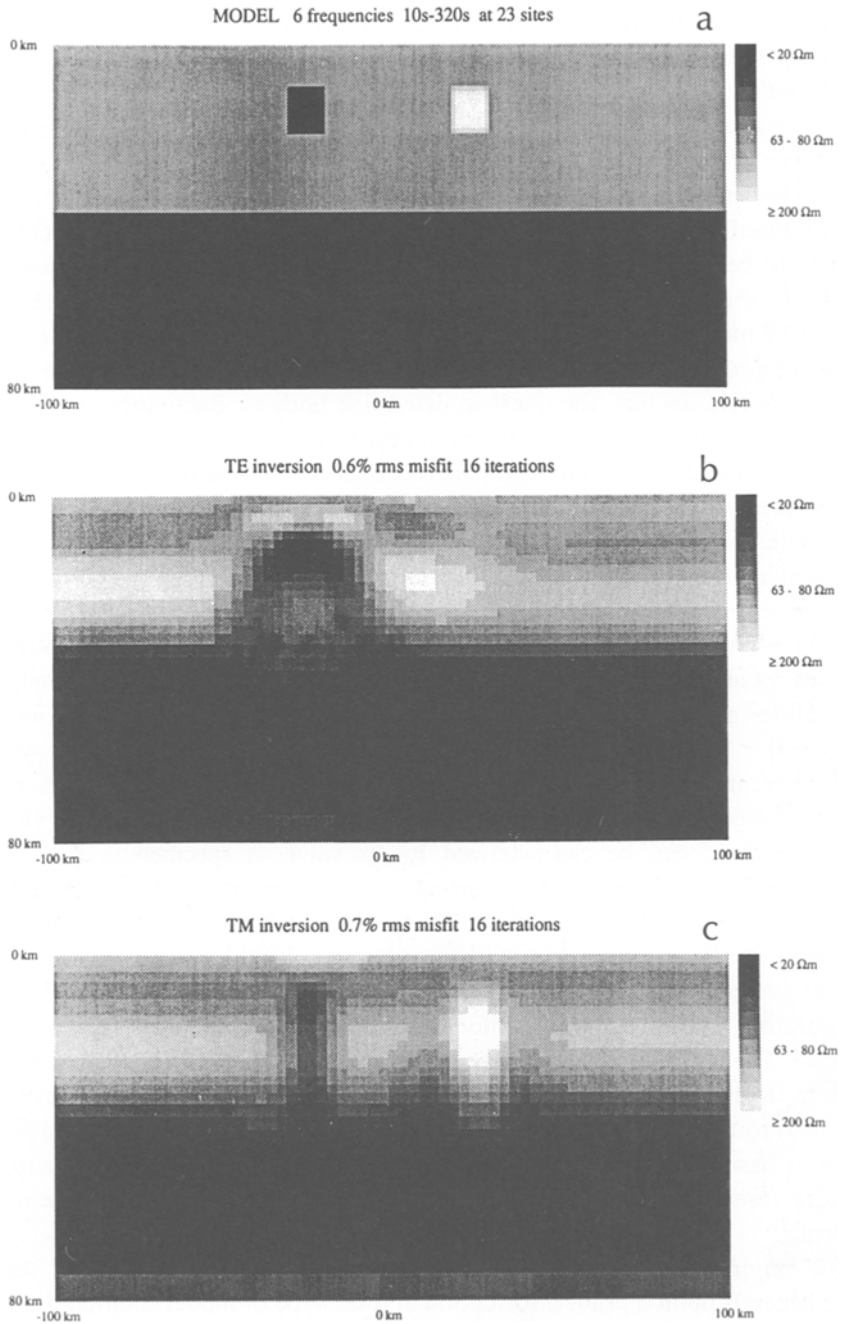 MODEL 6 frequencies 10s-320s at 23 sites
a
0 km
< 20 Ωm
63 - 80 Ωm
≥ 200 Ωm
80 km
-100 km
0 km
100 km
TE inversion 0.6% rms misfit 16 iterations
b
0 km
< 20 Ωm
63 - 80 Ωm
≥ 200 Ωm
80 km
-100 km
0 km
100 km
TM inversion 0.7% rms misfit 16 iterations
c
0 km
< 20 Ωm
63 - 80 Ωm
≥ 200 Ωm
80 km
-100 km
0 km
100 km